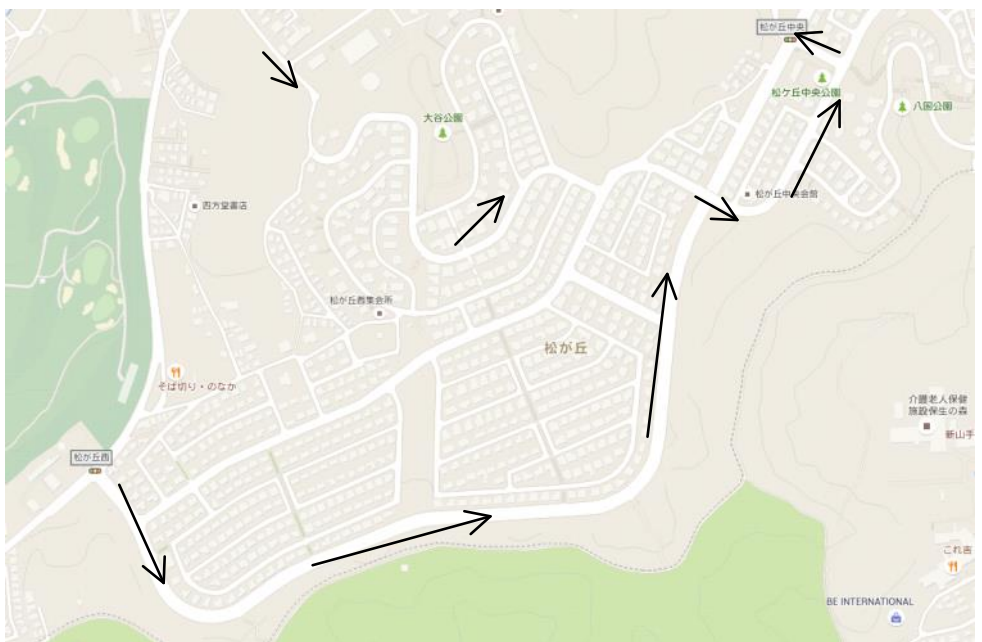 松が丘中央
松ケ丘中央公園
八国公園
大谷公園
松が丘中央会館
四方堂書店
松が丘西集会所
松が丘
そば切り・のなか
介護老人保健
施設保生の森
新山手
松が丘西
これ吉
BE INTERNATIONAL